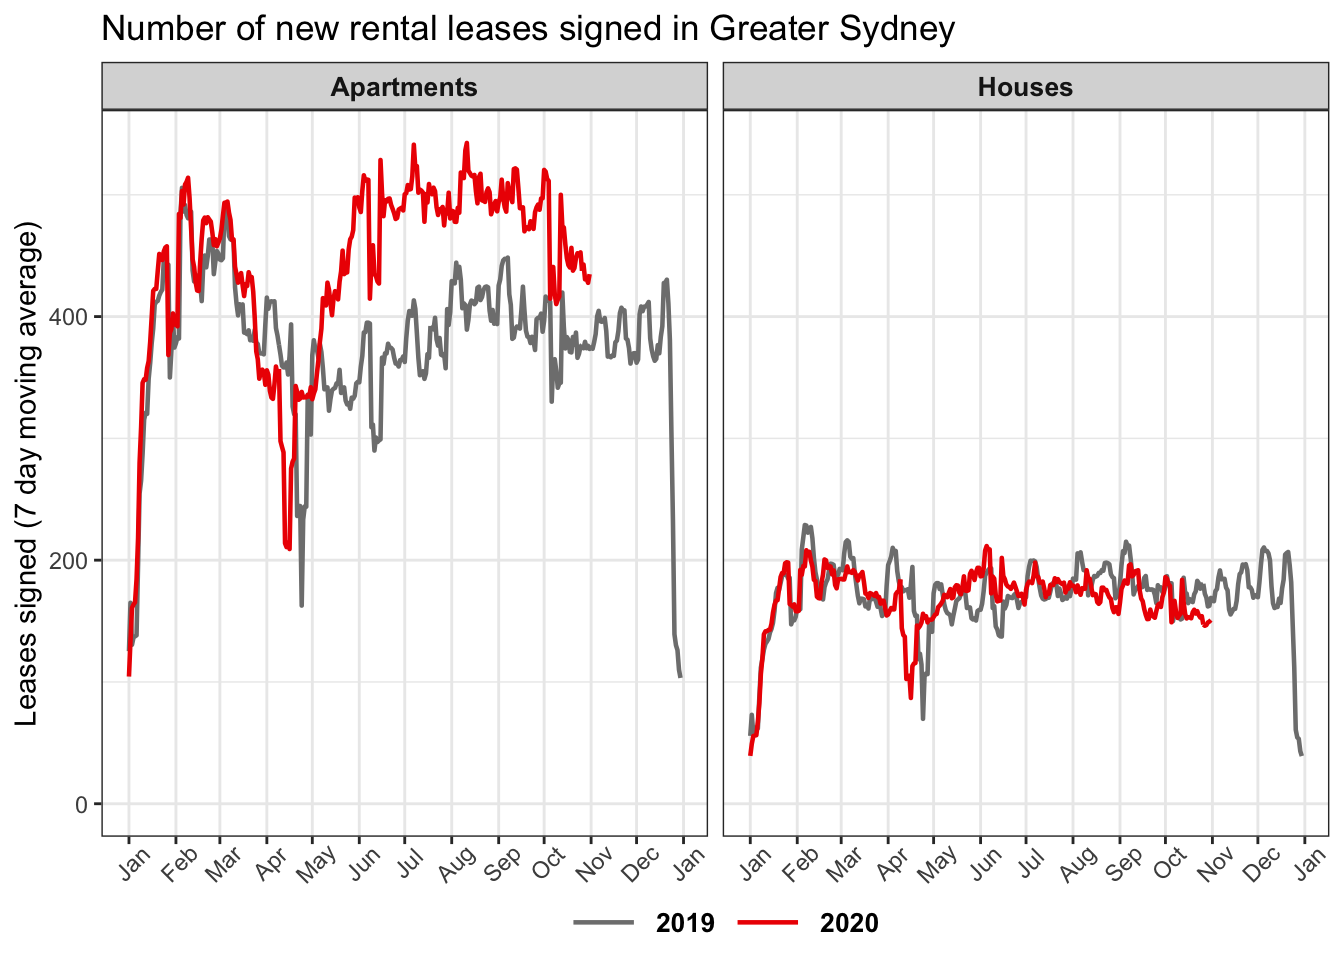 Number of new rental leases signed in Greater Sydney
Apartments
Houses
Leases signed (7 day moving average)
400
200
0
Jan Feb Mar Apr May Jun Jul Aug Sep Oct Nov Dec Jan
Jan Feb Mar Apr May Jun Jul Aug Sep Oct Nov Dec Jan
2019 2020